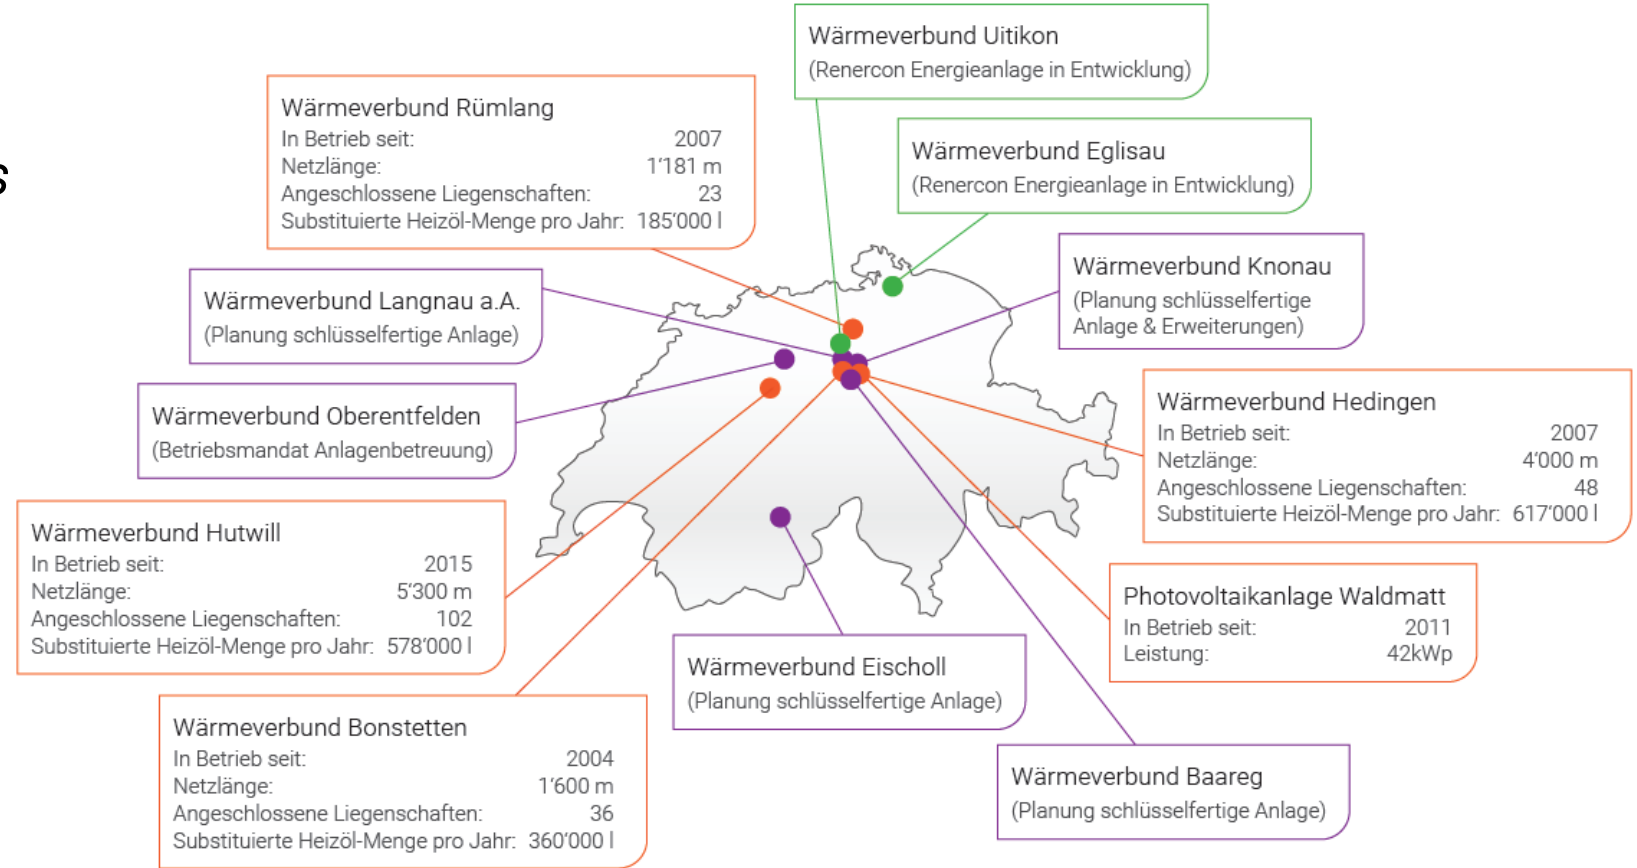 s
Wärmeverbund Uitikon
(Renercon Energieanlage in Entwicklung)
Wärmeverbund Rümlang
In Betrieb seit: 2007
Netzlänge: 1'181 m
Angeschlossene Liegenschaften: 23
Substituierte Heizöl-Menge pro Jahr: 185'000 l
Wärmeverbund Eglisau
(Renercon Energieanlage in Entwicklung)
Wärmeverbund Knonau
(Planung schlüsselfertige
Anlage & Erweiterungen)
Wärmeverbund Langnau a.A.
(Planung schlüsselfertige Anlage)
Wärmeverbund Oberentfelden
(Betriebsmandat Anlagenbetreuung)
Wärmeverbund Hedingen
In Betrieb seit: 2007
Netzlänge: 4'000 m
Angeschlossene Liegenschaften: 48
Substituierte Heizöl-Menge pro Jahr: 617'000 l
Wärmeverbund Hutwill
In Betrieb seit: 2015
Netzlänge: 5'300 m
Angeschlossene Liegenschaften: 102
Substituierte Heizöl-Menge pro Jahr: 578'000 l
Photovoltaikanlage Waldmatt
In Betrieb seit: 2011
Leistung: 42kWp
Wärmeverbund Eischoll
(Planung schlüsselfertige Anlage)
Wärmeverbund Bonstetten
In Betrieb seit: 2004
Netzlänge: 1'600 m
Angeschlossene Liegenschaften: 36
Substituierte Heizöl-Menge pro Jahr: 360'000 l
Wärmeverbund Baareg
(Planung schlüsselfertige Anlage)